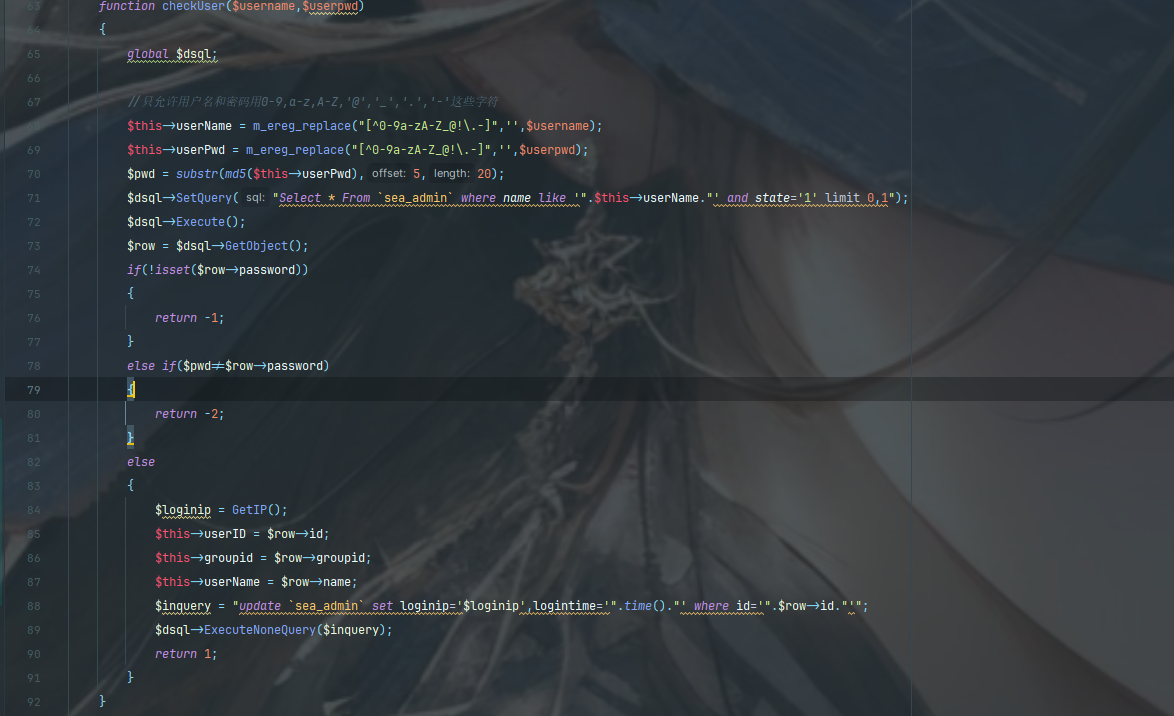 63 function checkUser($username,$userpwd)
64 {
65 global $dsql;
66
67 //只允许用户名和密码用0-9,a-z,A-Z,'@','_','.','-'这些字符
68 $this->userName = m_ereg_replace("[^0-9a-zA-Z_@!\.-]",'',$username);
69 $this->userPwd = m_ereg_replace("[^0-9a-zA-Z_@!\.-]",'',$userpwd);
70 $pwd = substr(md5($this->userPwd), offset: 5, length: 20);
71 $dsql->SetQuery( sql: "Select * From `sea_admin` where name like '".$this->userName."' and state='1' limit 0,1");
72 $dsql->Execute();
73 $row = $dsql->GetObject();
74 if(!isset($row->password))
75 {
76 return -1;
77 }
78 else if($pwd!=$row->password)
79 {
80 return -2;
81 }
82 else
83 {
84 $loginip = GetIP();
85 $this->userID = $row->id;
86 $this->groupid = $row->groupid;
87 $this->userName = $row->name;
88 $inquery = "update `sea_admin` set loginip='$loginip',logintime='".time()."' where id='".$row->id."'";
89 $dsql->ExecuteNoneQuery($inquery);
90 return 1;
91 }
92 }